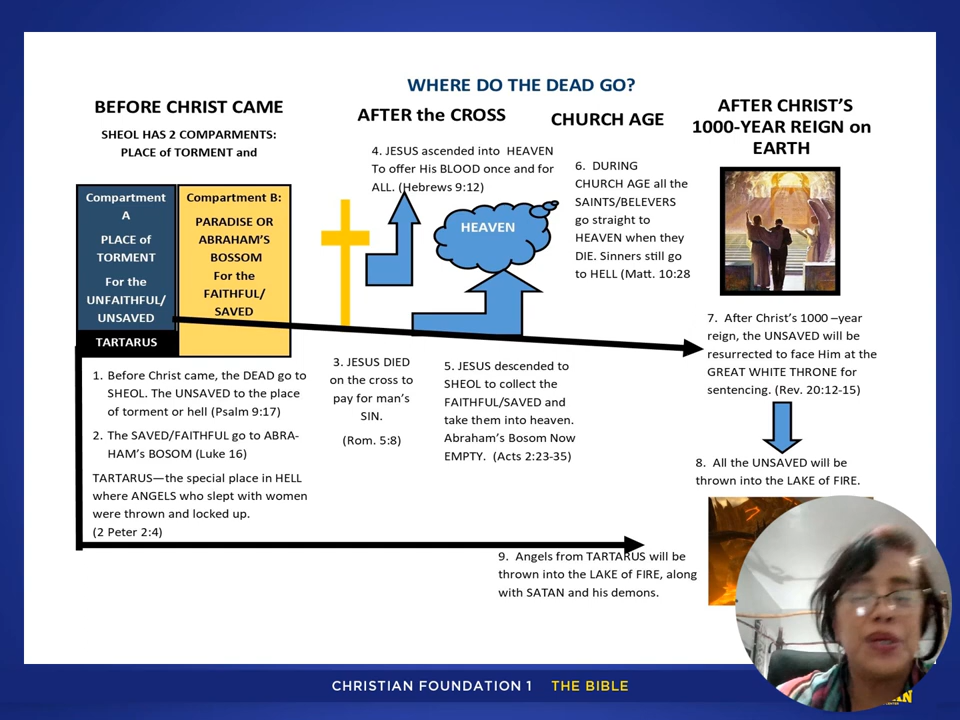 WHERE DO THE DEAD GO?
BEFORE CHRIST CAME
SHEOL HAS 2 COMPARMENTS:
PLACE of TORMENT and
Compartment
A
PLACE of
TORMENT
For the
UNFAITHFUL/
UNSAVED
TARTARUS
Compartment B:
PARADISE OR
ABRAHAM'S
BOSSOM
For the
FAITHFUL/
SAVED
1. Before Christ came, the DEAD go to
SHEOL. The UNSAVED to the place
of torment or hell (Psalm 9:17)
2. The SAVED/FAITHFUL go to ABRA-
HAM's BOSOM (Luke 16)
TARTARUS—the special place in HELL
where ANGELS who slept with women
were thrown and locked up.
(2 Peter 2:4)
AFTER the CROSS
3. JESUS DIED
on the cross to
pay for man's
SIN.
(Rom. 5:8)
4. JESUS ascended into HEAVEN
To offer His BLOOD once and for
ALL. (Hebrews 9:12)
HEAVEN
5. JESUS descended to
SHEOL to collect the
FAITHFUL/SAVED and
take them into heaven.
Abraham's Bosom Now
EMPTY. (Acts 2:23-35)
CHURCH AGE
6. DURING
CHURCH AGE all the
SAINTS/BELEVERS
go straight to
HEAVEN when they
DIE. Sinners still go
to HELL (Matt. 10:28
AFTER CHRIST'S
1000-YEAR REIGN on
EARTH
7. After Christ's 1000 –year
reign, the UNSAVED will be
resurrected to face Him at the
GREAT WHITE THRONE for
sentencing. (Rev. 20:12-15)
8. All the UNSAVED will be
thrown into the LAKE of FIRE.
9. Angels from TARTARUS will be
thrown into the LAKE of FIRE, along
with SATAN and his demons.
CHRISTIAN FOUNDATION 1 THE BIBLE